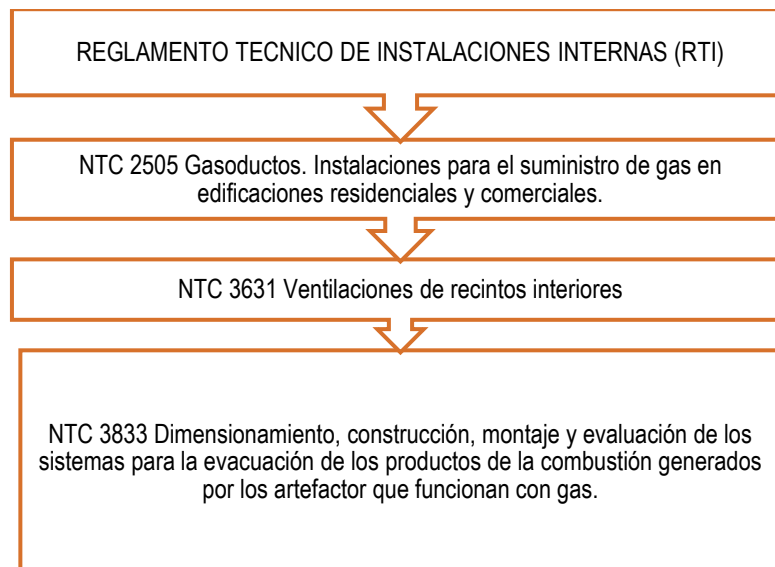 REGLAMENTO TECNICO DE INSTALACIONES INTERNAS (RTI)
NTC 2505 Gasoductos. Instalaciones para el suministro de gas en
edificaciones residenciales y comerciales.
NTC 3631 Ventilaciones de recintos interiores
NTC 3833 Dimensionamiento, construcción, montaje y evaluación de los
sistemas para la evacuación de los productos de la combustión generados
por los artefactor que funcionan con gas.